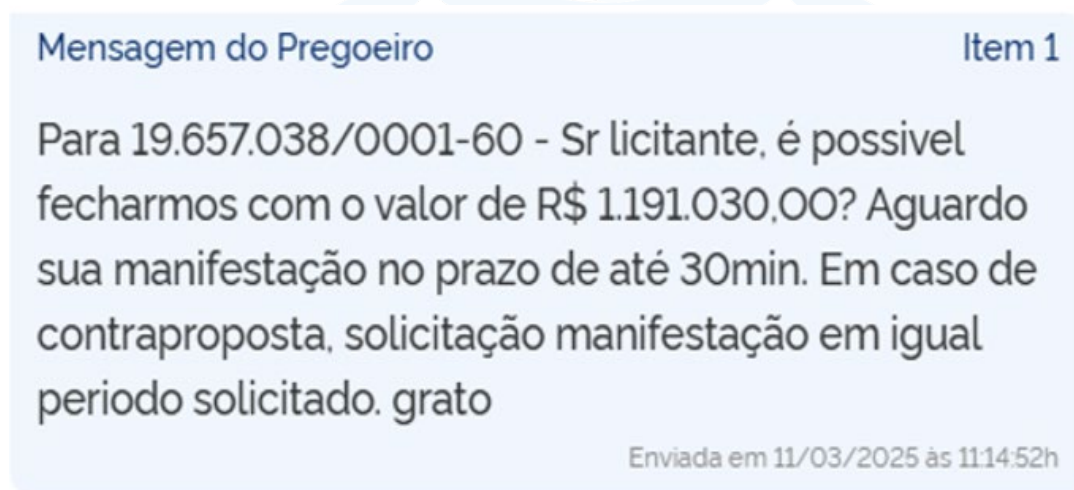 Mensagem do Pregoeiro Item 1
Para 19.657.038/0001-60 - Sr licitante, é possivel
fecharmos com o valor de R$ 1.191.030,OO? Aguardo
sua manifestação no prazo de até 30min. Em caso de
contraproposta, solicitação manifestação em igual
periodo solicitado. grato
Enviada em 11/03/2025 às 11:14:52h